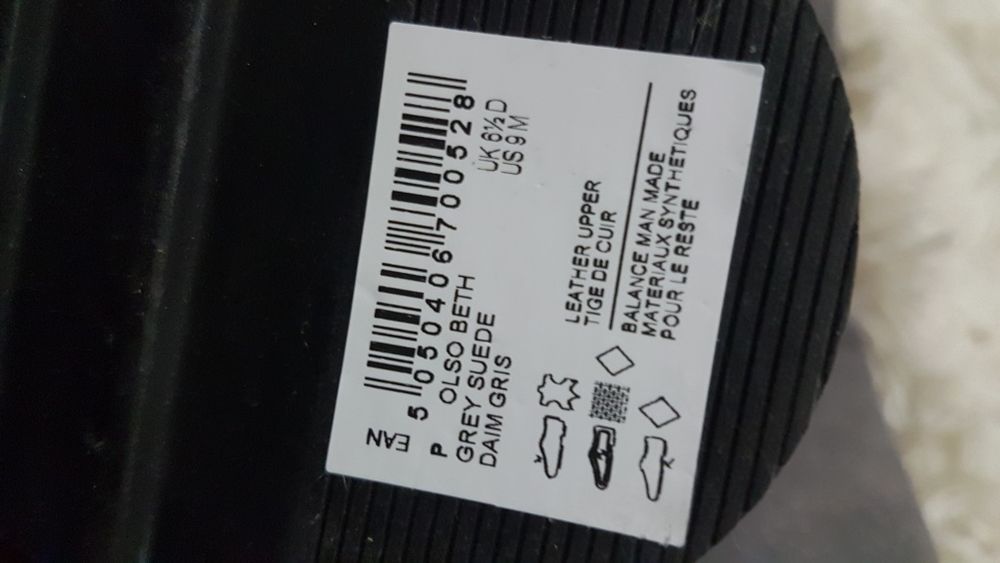 EAN
5 050406 700528
P OLSO BETH
GREY SUEDE
DAIM GRIS
UK 6½ D
US 9 M
LEATHER UPPER
TIGE DE CUIR
BALANCE MAN MADE
MATERIAUX SYNTHETIQUES
POUR LE RESTE